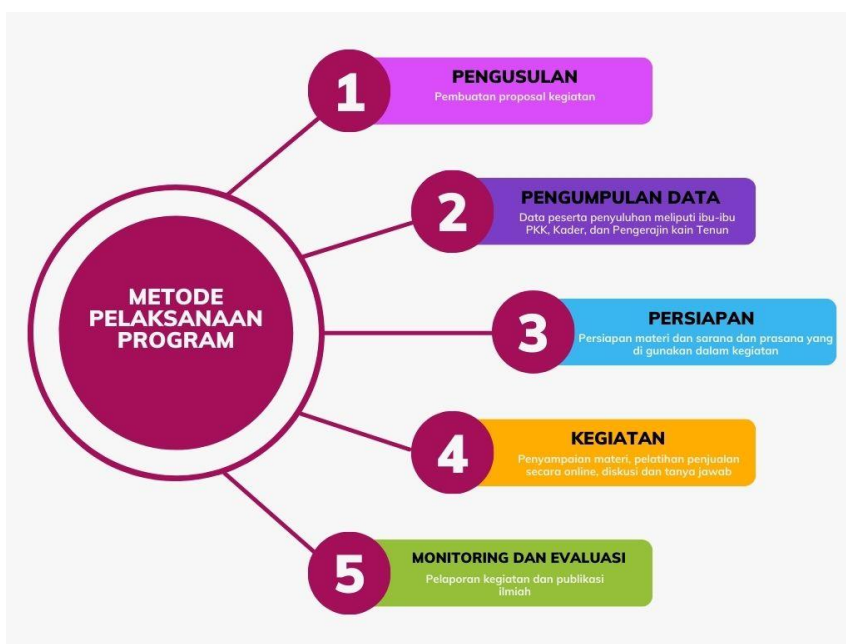 METODE
PELAKSANAAN
PROGRAM
1
PENGUSULAN
Pembuatan proposal kegiatan
2
PENGUMPULAN DATA
Data peserta penyuluhan meliputi ibu-ibu
PKK, Kader, dan Pengerajin kain Tenun
3
PERSIAPAN
Persiapan materi dan sarana dan prasana yang
di gunakan dalam kegiatan
4
KEGIATAN
Penyampaian materi, pelatihan penjualan
secara online, diskusi dan tanya jawab
5
MONITORING DAN EVALUASI
Pelaporan kegiatan dan publikasi
ilmiah